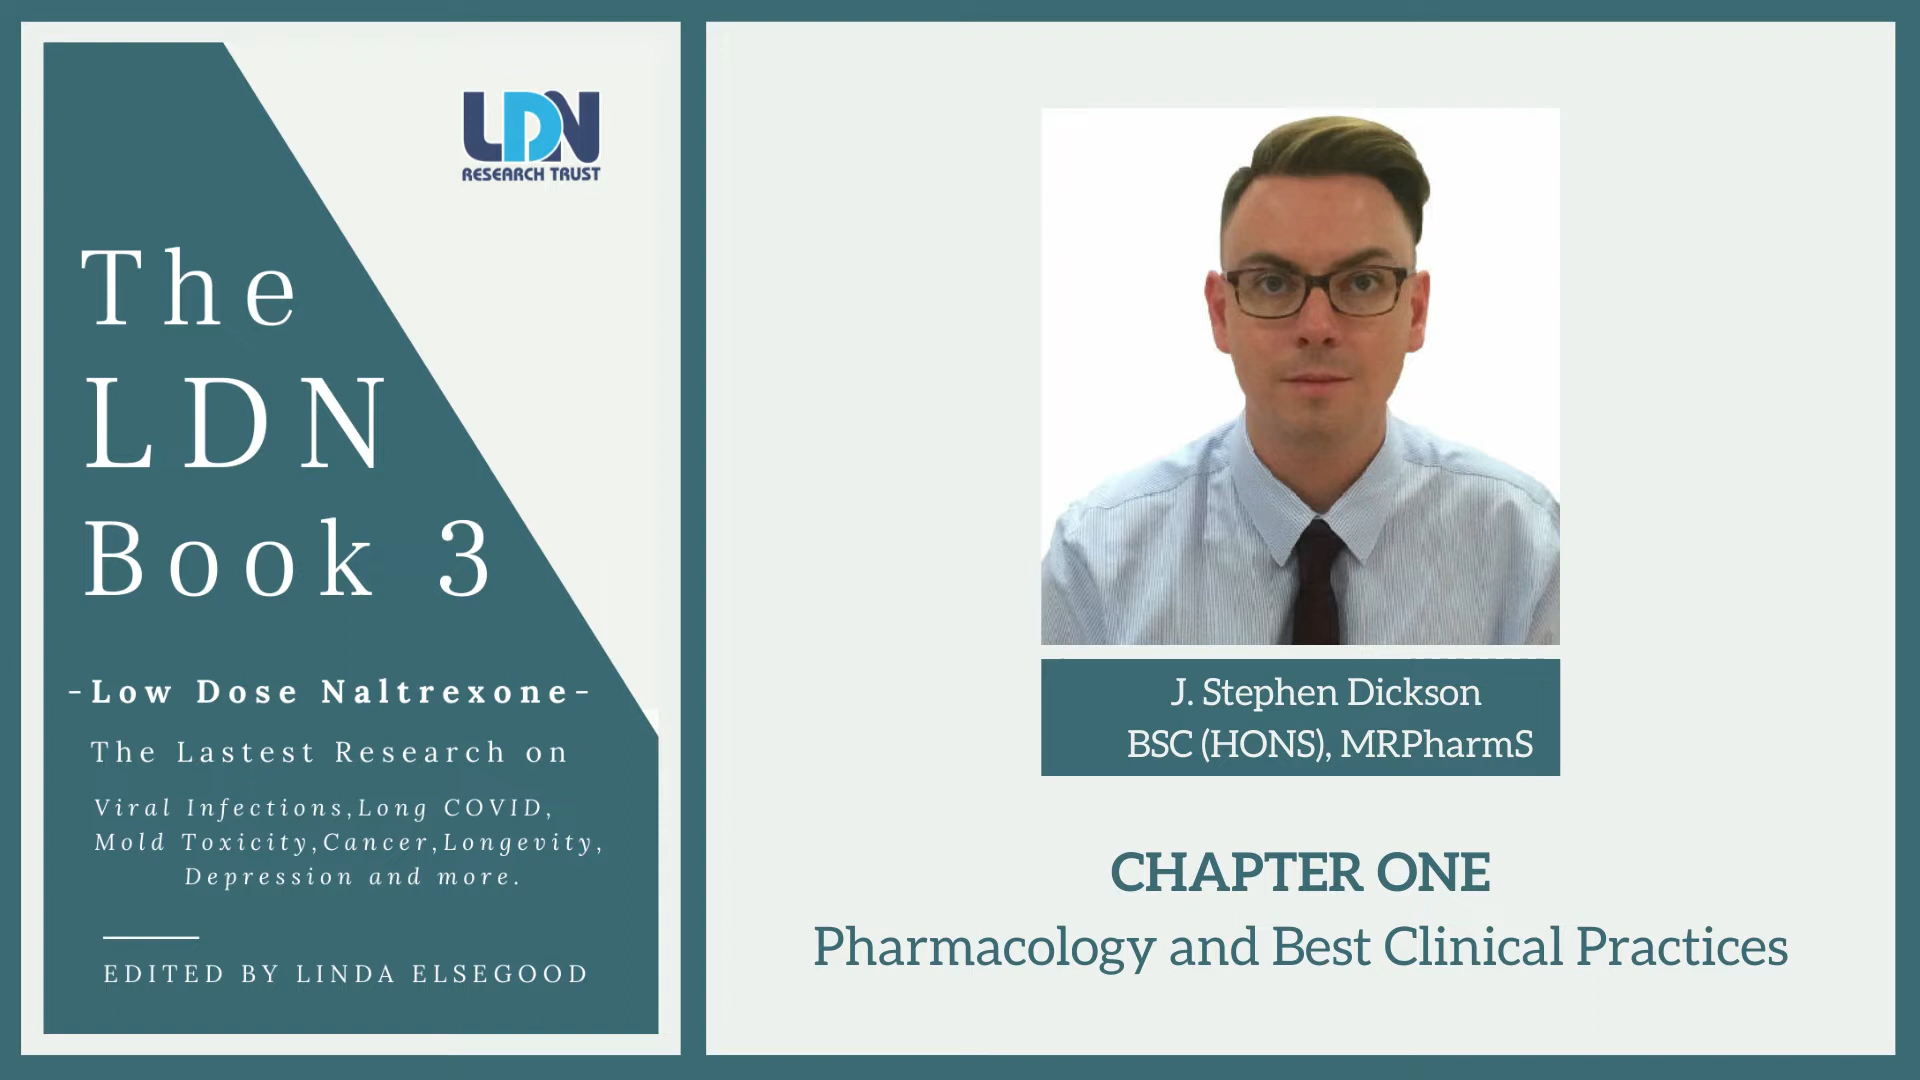 LDN
RESEARCH TRUST
The
LDN
Book 3
-Low Dose Naltrexone-
The Lastest Research on
Viral Infections,Long COVID,
Mold Toxicity,Cancer,Longevity,
Depression and more.
EDITED BY LINDA ELSEGOOD
J. Stephen Dickson
BSC (HONS), MRPharmS
CHAPTER ONE
Pharmacology and Best Clinical Practices